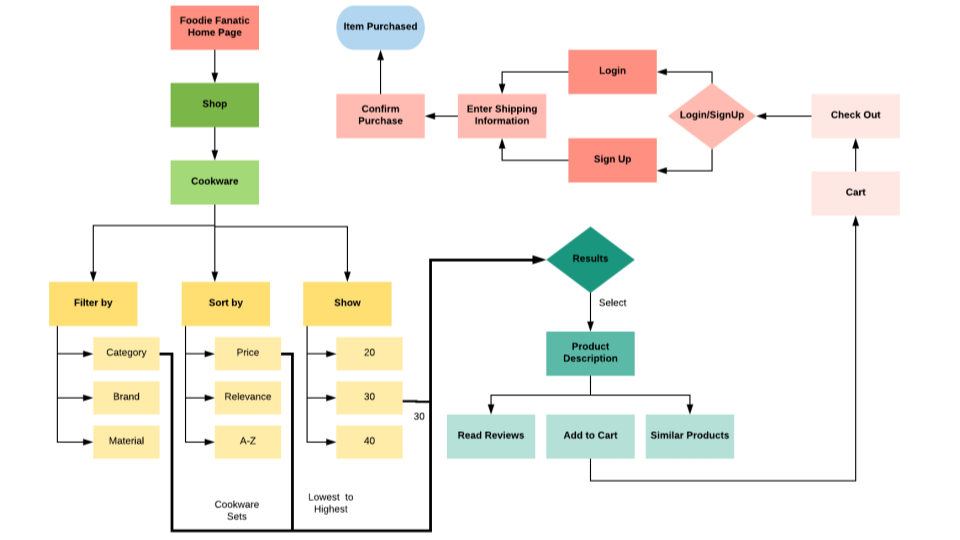 Foodie Fanatic
Home Page
Item Purchased
Login
Shop
Confirm
Purchase
Enter Shipping
Information
Login/SignUp
Check Out
Sign Up
Cookware
Cart
Results
Filter by
Sort by
Show
Select
Category
Price
20
Product
Description
Brand
Relevance
30
30
Material
A-Z
40
Read Reviews
Add to Cart
Similar Products
Cookware
Sets
Lowest to
Highest